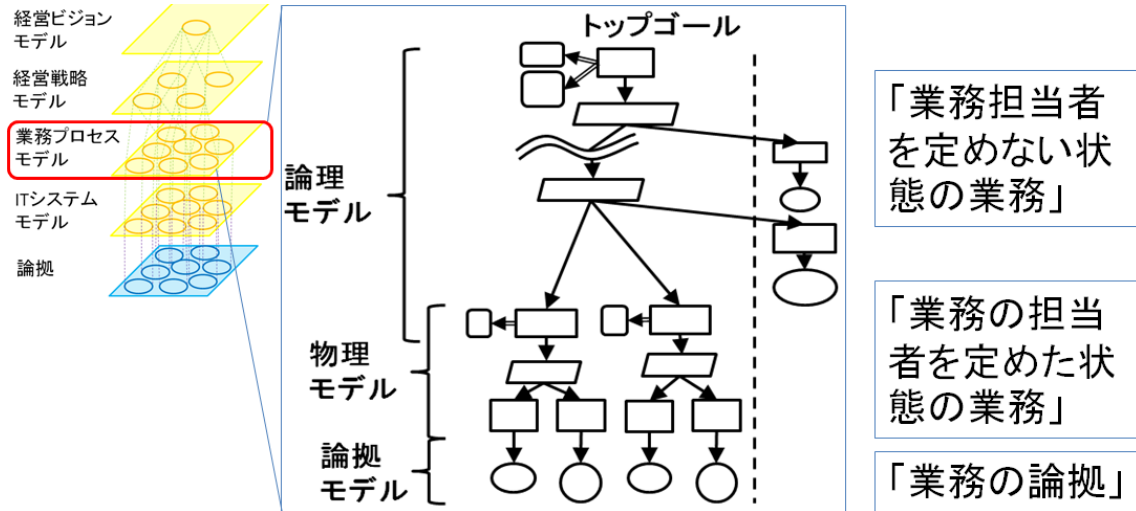 経営ビジョン
モデル
経営戦略
モデル
業務プロセス
モデル
ITシステム
モデル
論拠
トップゴール
論理
モデル
物理
モデル
論拠
モデル
「業務担当者
を定めない状
態の業務」
「業務の担当
者を定めた状
態の業務」
「業務の論拠」